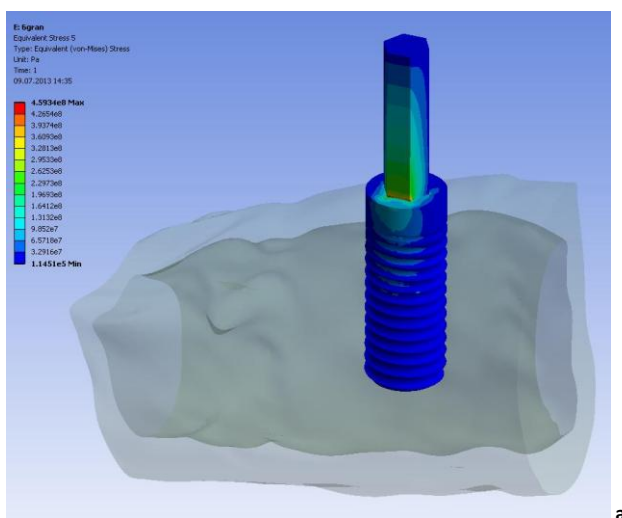 E: 6gran
Equivalent Stress 5
Type: Equivalent (von-Mises) Stress
Unit: Pa
Time: 1
09.07.2013 14:35
4.5934e8 Max
4.2654e8
3.9374e8
3.6093e8
3.2813e8
2.9533e8
2.6253e8
2.2973e8
1.9693e8
1.6412e8
1.3132e8
9.852e7
6.5718e7
3.2916e7
1.1451e5 Min
a